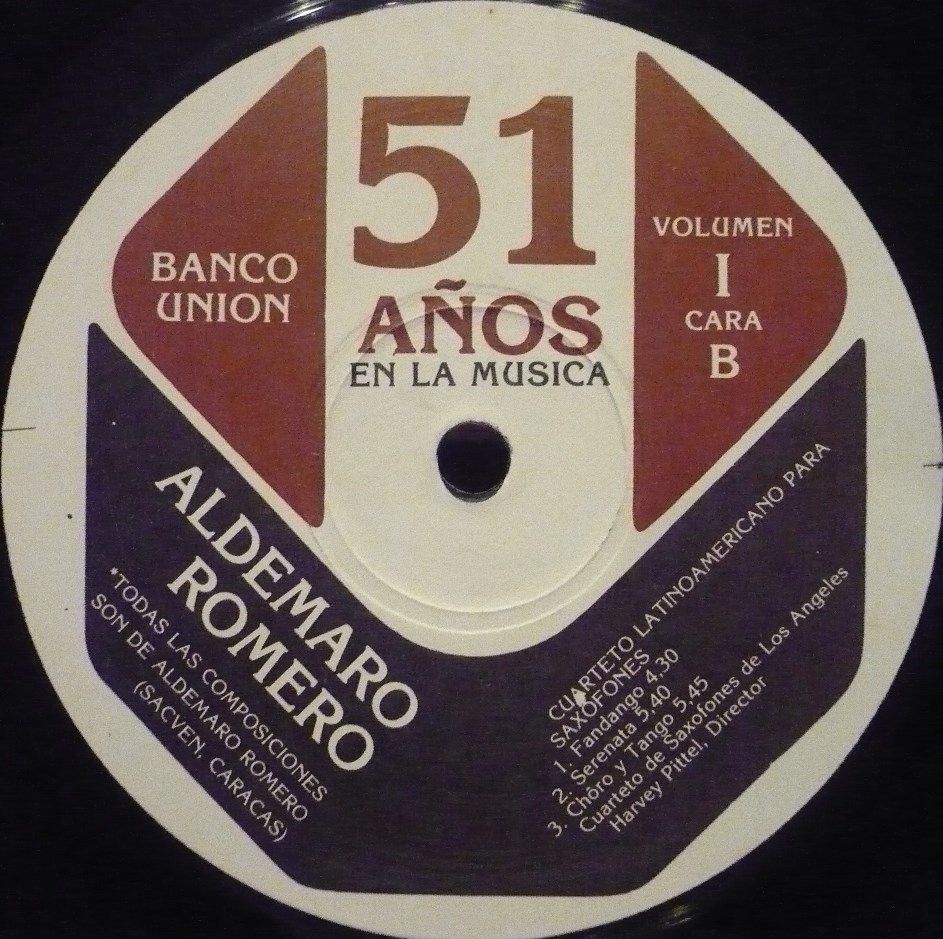 51
AÑOS
EN LA MUSICA
BANCO
UNION
VOLUMEN
I
CARA
B
ALDEMARO
ROMERO
*TODAS LAS COMPOSICIONES
SON DE ALDEMARO ROMERO
(SACVEN, CARACAS)
CUARTETO LATINOAMERICANO PARA
SAXOFONES
1. Fandango 4,30
2. Serenata 5,40
3. Chôro y Tango 5,45
Cuarteto de Saxofones de Los Angeles
Harvey Pittel, Director